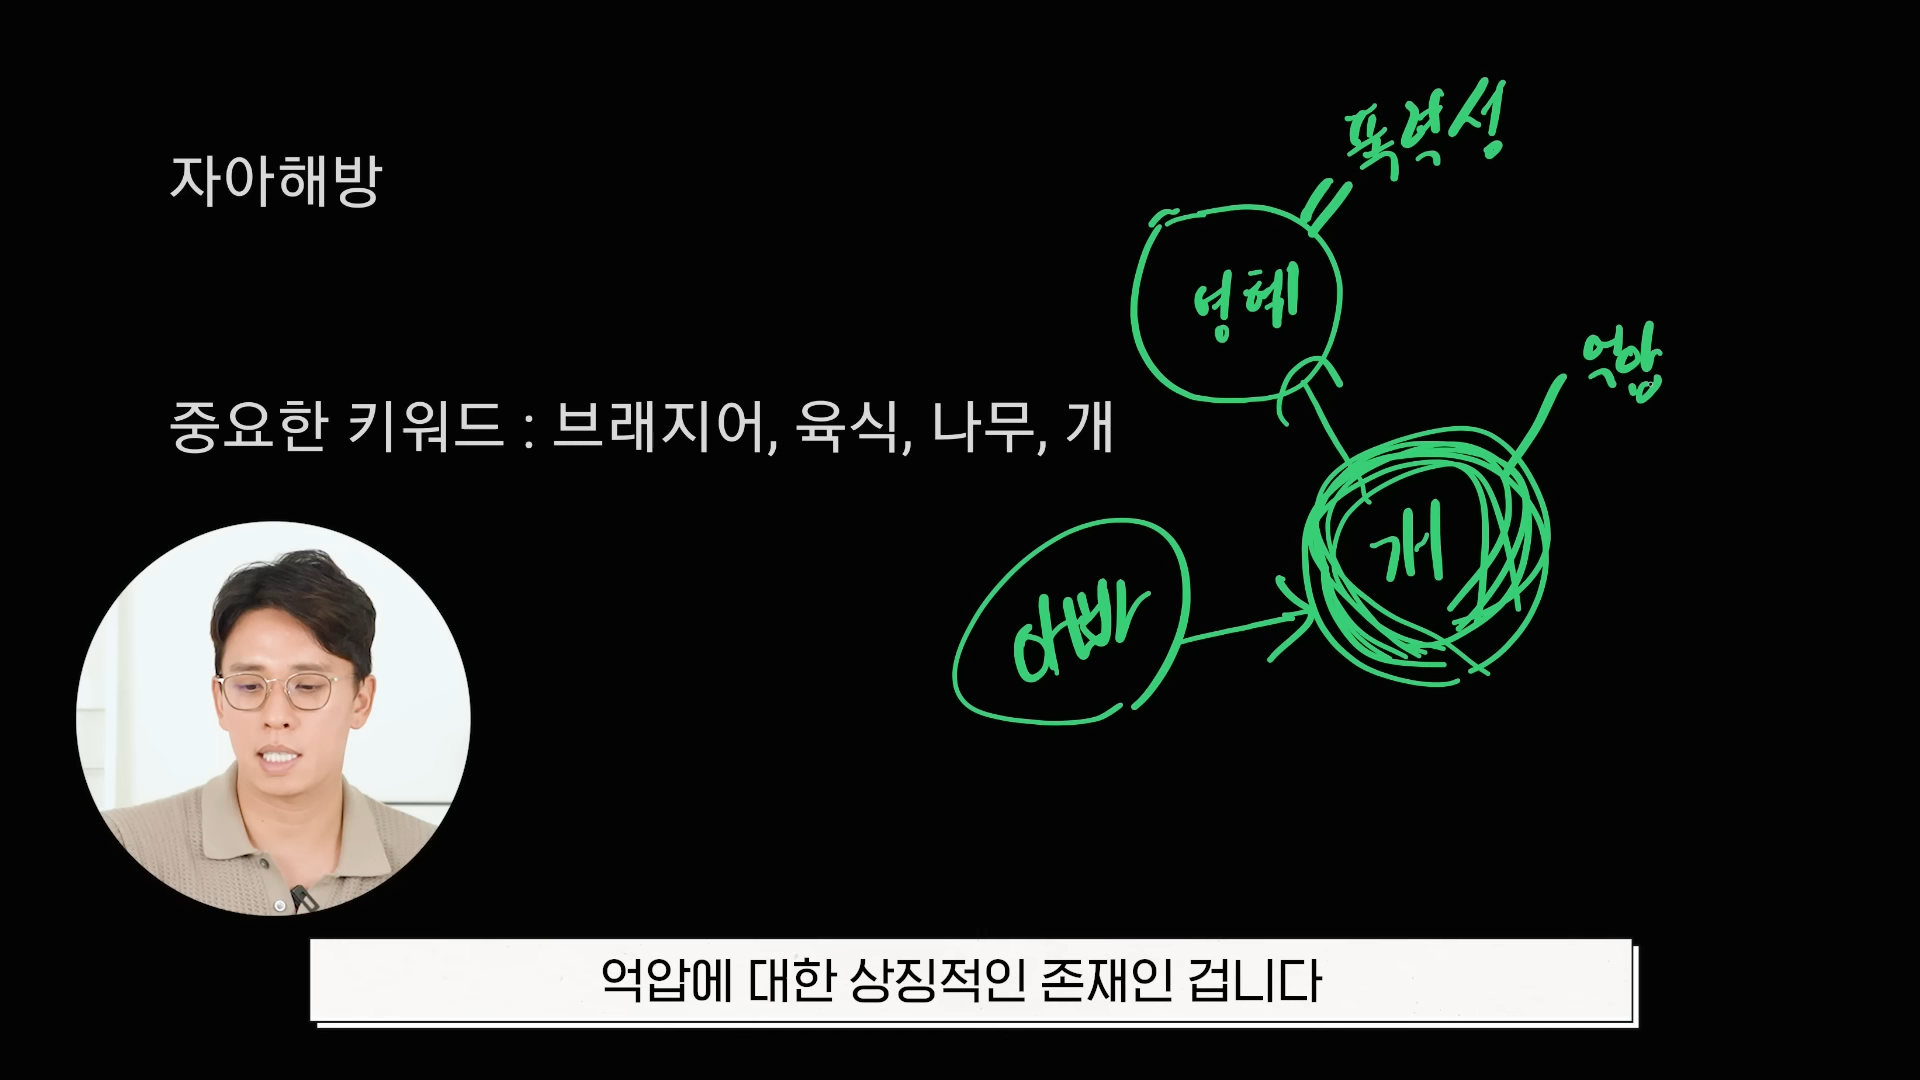 자아해방
폭력성
영혜
억압
중요한 키워드 : 브래지어, 육식, 나무, 개
개
아빠
억압에 대한 상징적인 존재인 겁니다